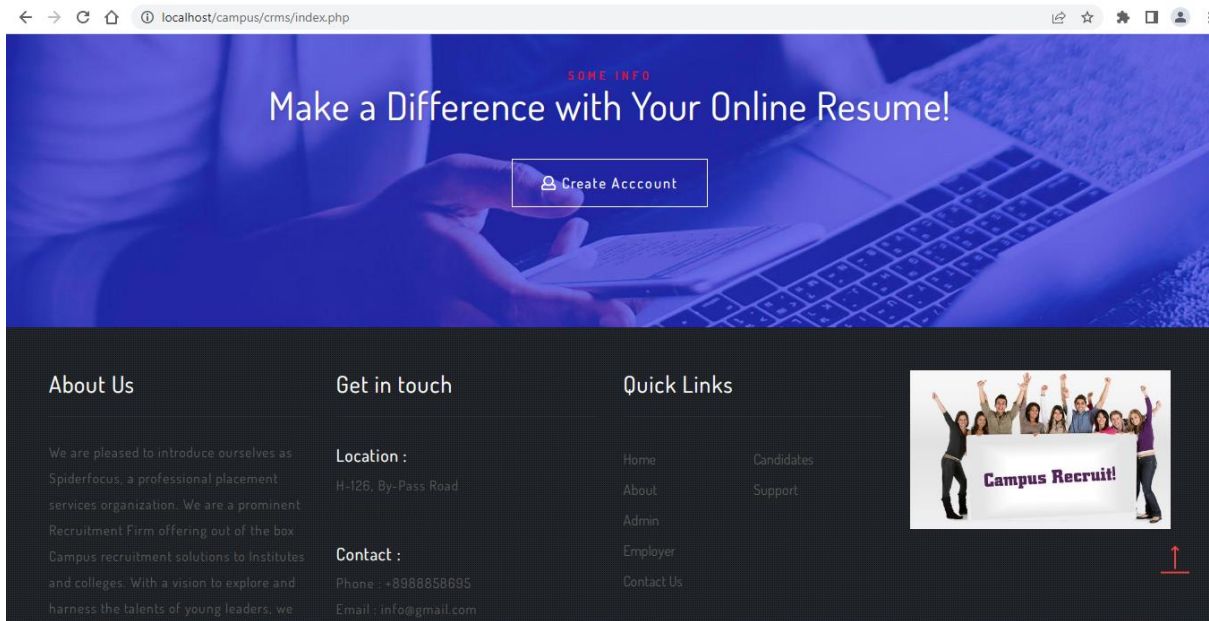 localhost/campus/crms/index.php
SOME INFO
Make a Difference with Your Online Resume!
Create Acccount
About Us
We are pleased to introduce ourselves as
Spiderfocus, a professional placement
services organization. We are a prominent
Recruitment Firm offering out of the box
Campus recruitment solutions to Institutes
and colleges. With a vision to explore and
harness the talents of young leaders, we
Get in touch
Location :
H-126, By-Pass Road
Contact :
Phone : +8988858695
Email : info@gmail.com
Quick Links
Home
About
Admin
Employer
Contact Us
Candidates
Support
Campus Recruit!